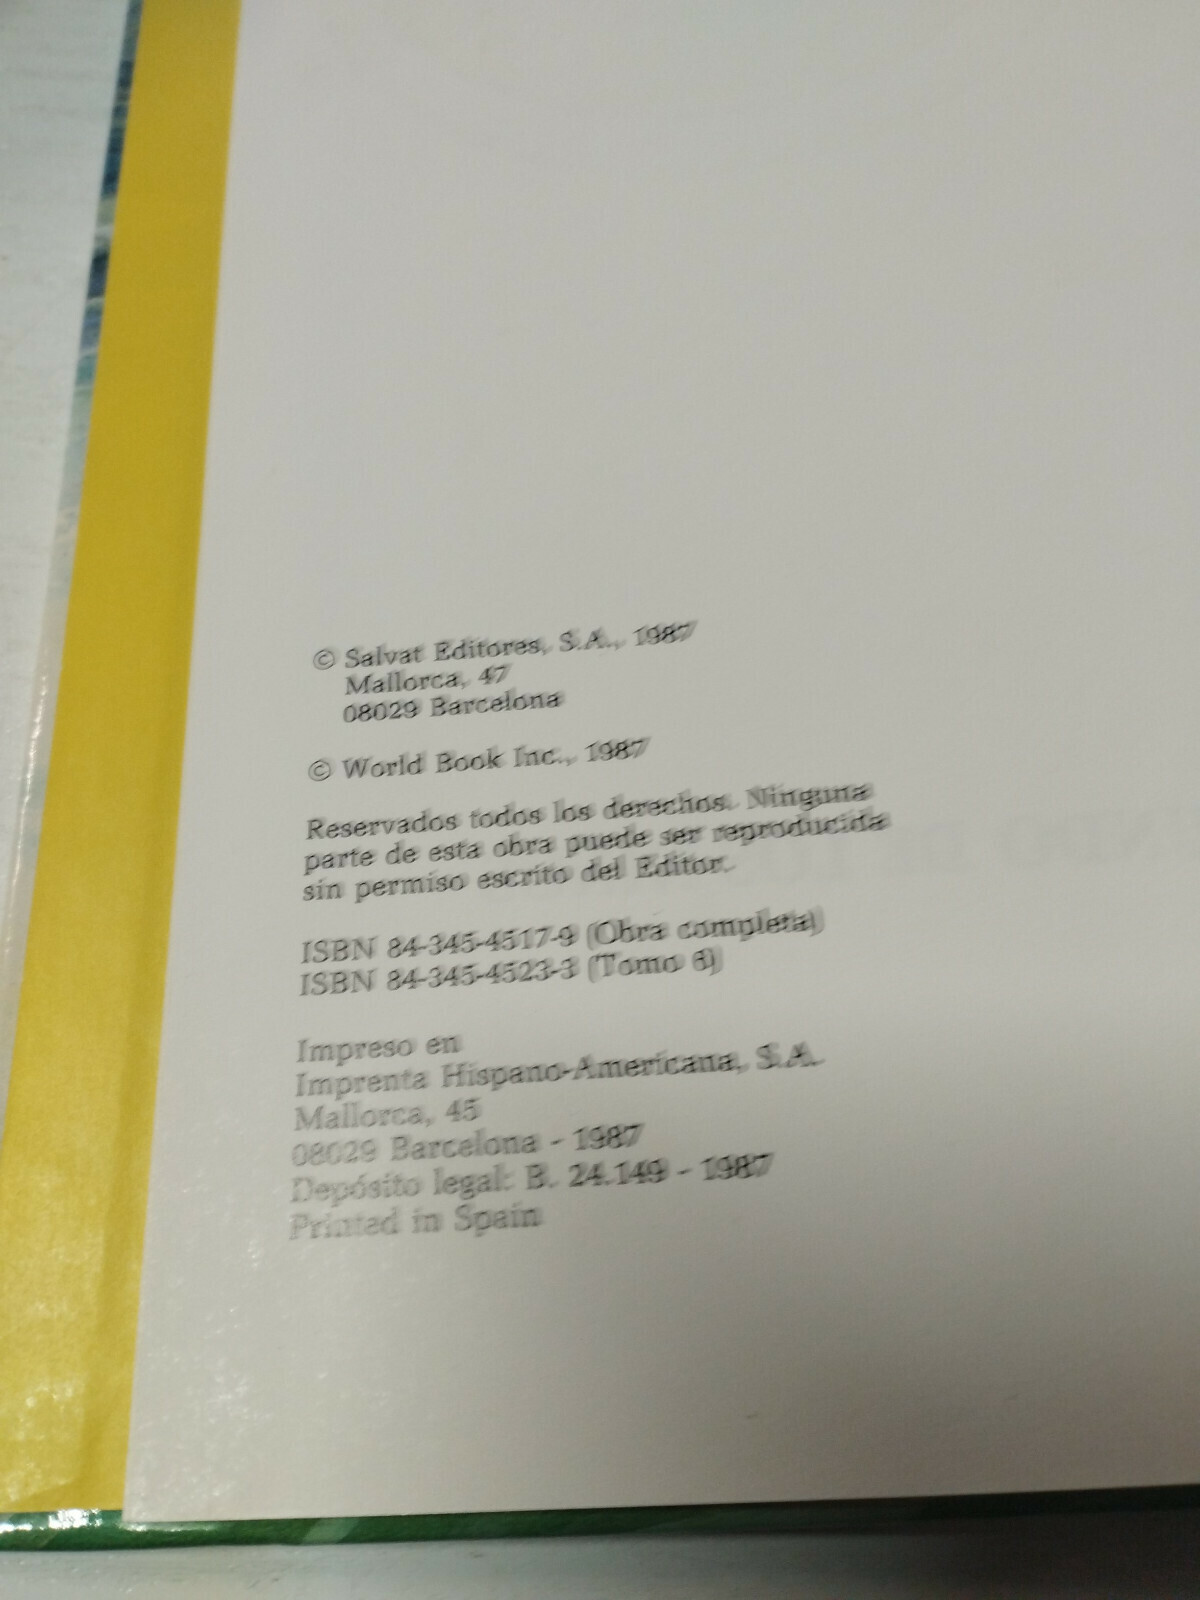 © Salvat Editores, S.A., 1987
Mallorca, 47
08029 Barcelona
© World Book Inc., 1987
Reservados todos los derechos. Ninguna
parte de esta obra puede ser reproducida
sin permiso escrito del Editor.
ISBN 84-345-4517-9 (Obra completa)
ISBN 84-345-4523-3 (Tomo 6)
Impreso en
Imprenta Hispano-Americana, S.A.
Mallorca, 45
08029 Barcelona - 1987
Depósito legal: B. 24.149 - 1987
Printed in Spain